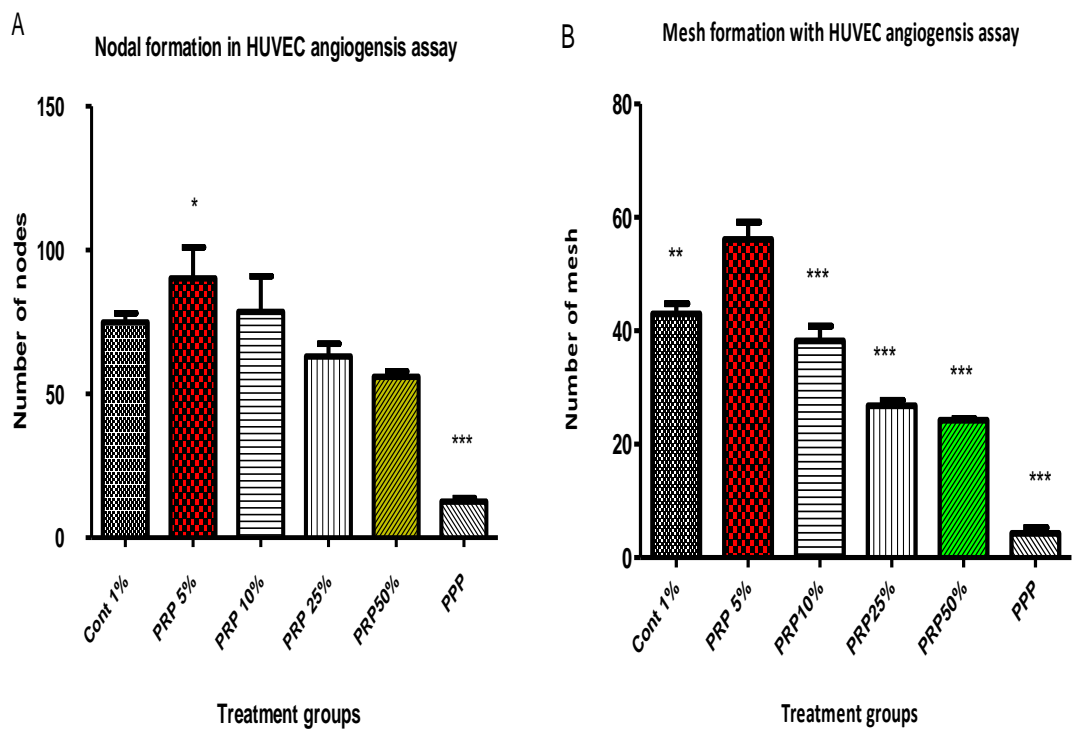 A
Nodal formation in HUVEC angiogensis assay
150
100
50
0
Number of nodes
*
***
Cont 1%
PRP 5%
PRP 10%
PRP 25%
PRP50%
PPP
Treatment groups
B
Mesh formation with HUVEC angiogensis assay
80
60
40
20
0
Number of mesh
**
***
***
***
***
Cont 1%
PRP 5%
PRP10%
PRP25%
PRP50%
PPP
Treatment groups